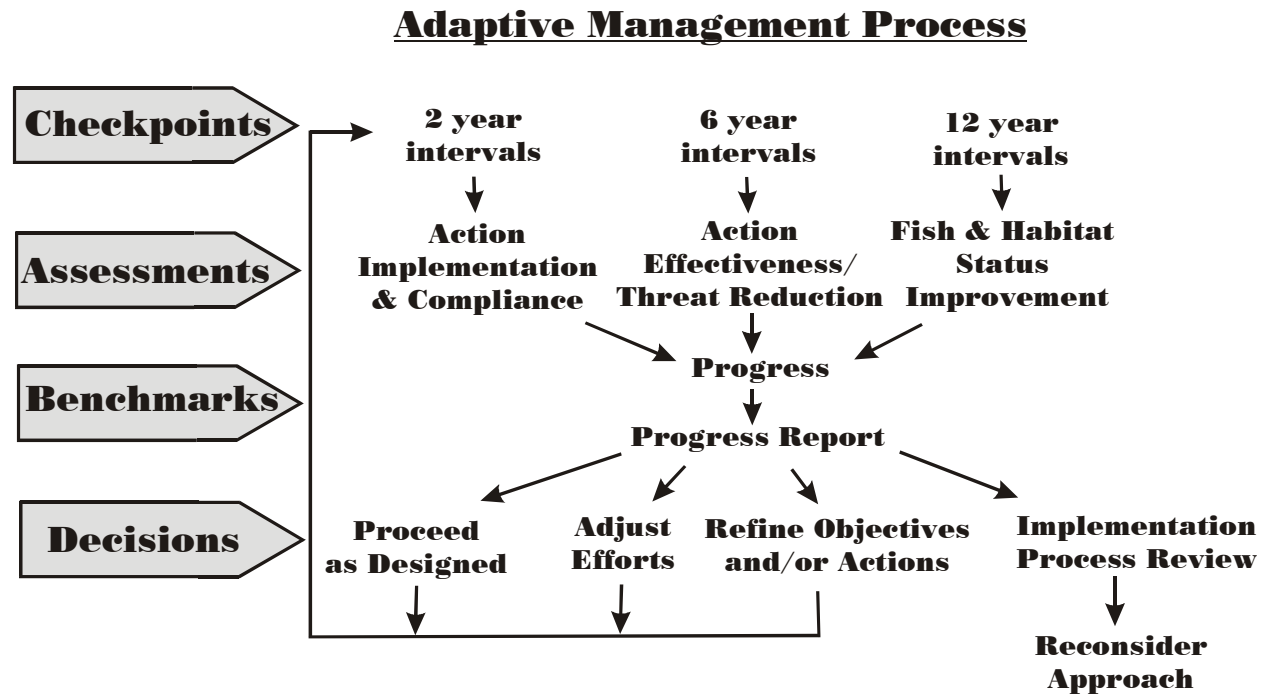 Adaptive Management Process
Checkpoints
2 year
intervals
6 year
intervals
12 year
intervals
Assessments
Action
Implementation
& Compliance
Action
Effectiveness/
Threat Reduction
Fish & Habitat
Status
Improvement
Benchmarks
Progress
Progress Report
Decisions
Proceed
as Designed
Adjust
Efforts
Refine Objectives
and/or Actions
Implementation
Process Review
Reconsider
Approach